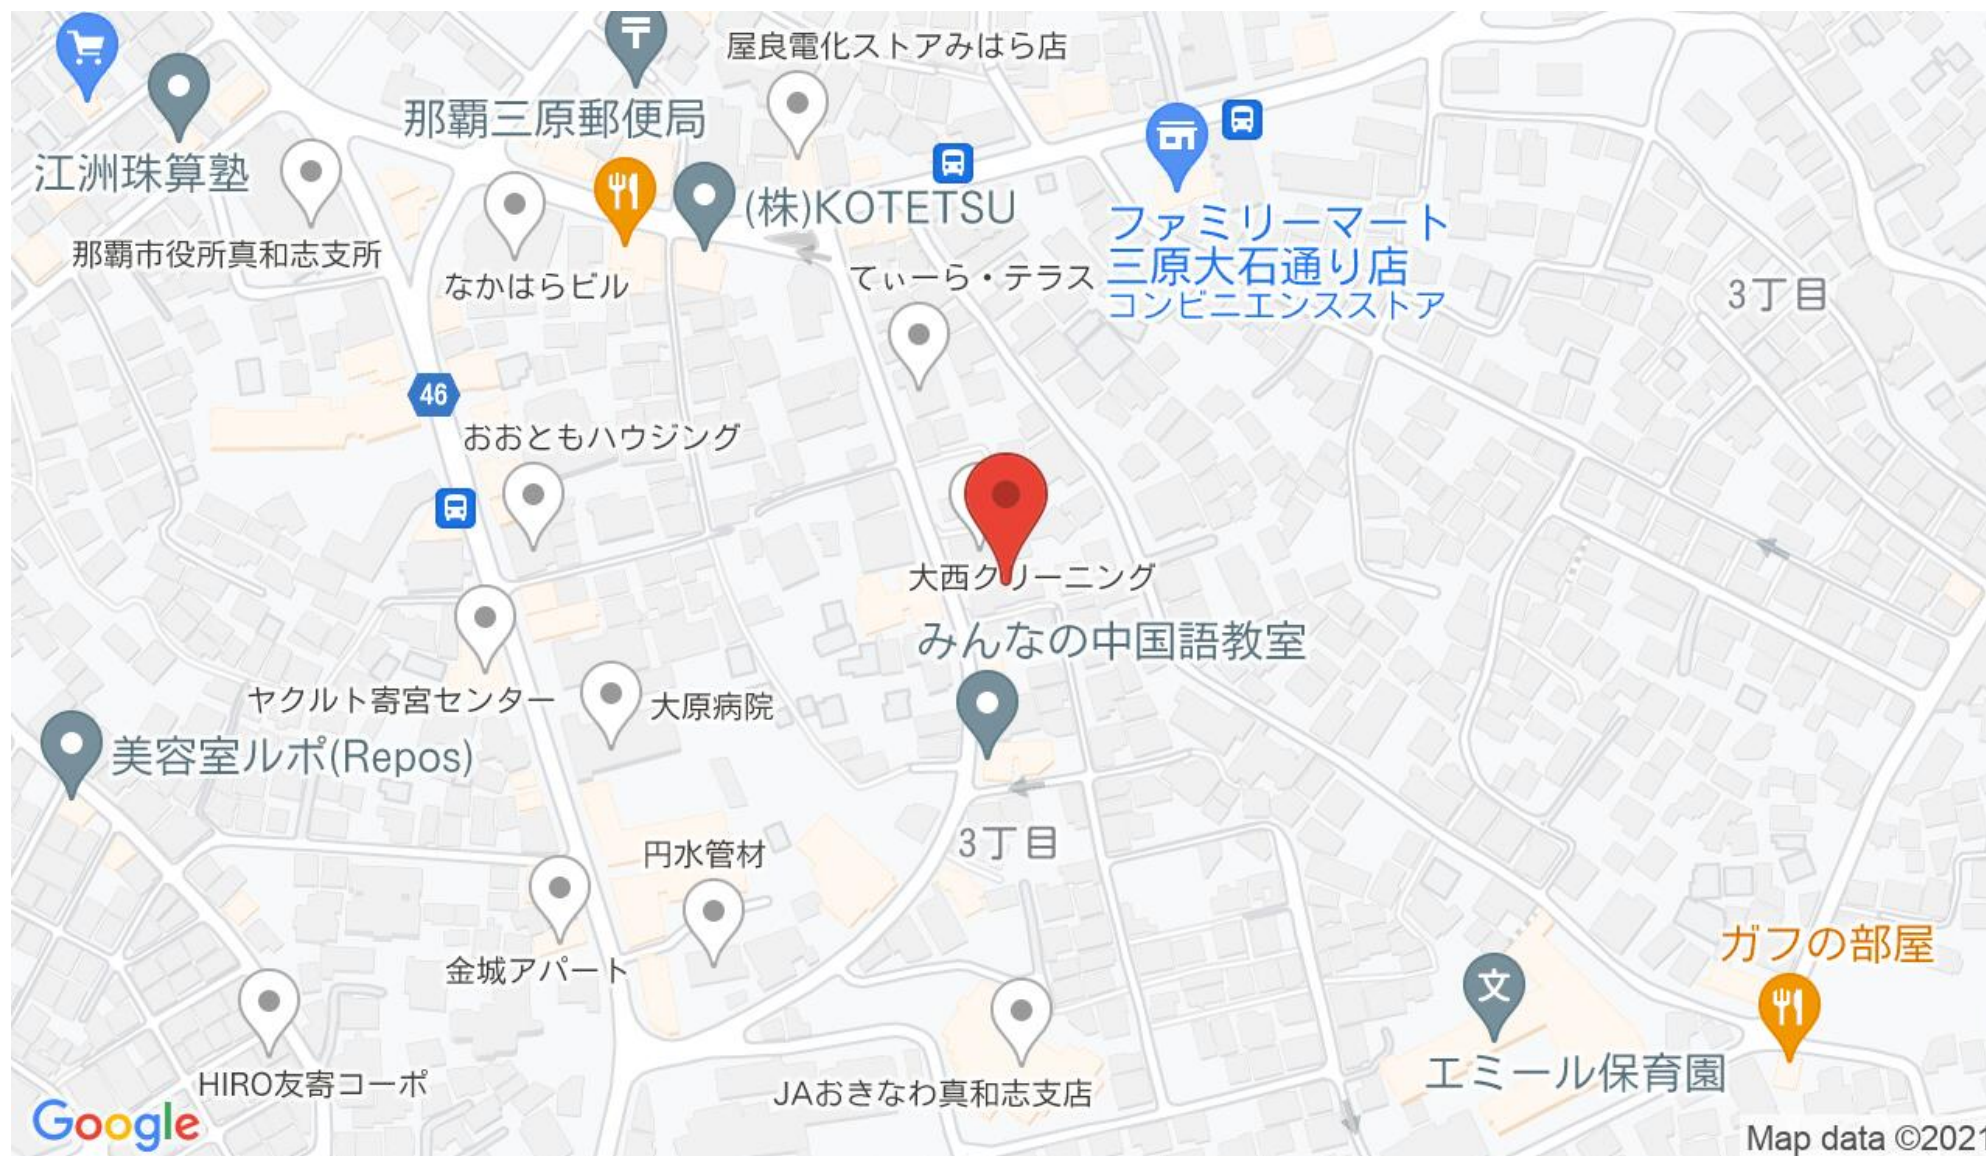 屋良電化ストアみはら店
那覇三原郵便局
江洲珠算塾
(株)KOTETSU
ファミリーマート
三原大石通り店
コンビニエンスストア
那覇市役所真和志支所
なかはらビル
てぃーら・テラス
3丁目
46
おおともハウジング
大西クリーニング
みんなの中国語教室
ヤクルト寄宮センター
大原病院
美容室ルポ(Repos)
円水管材
3丁目
金城アパート
ガフの部屋
文
HIRO友寄コーポ
JAおきなわ真和志支店
エミール保育園
Google
Map data ©2021